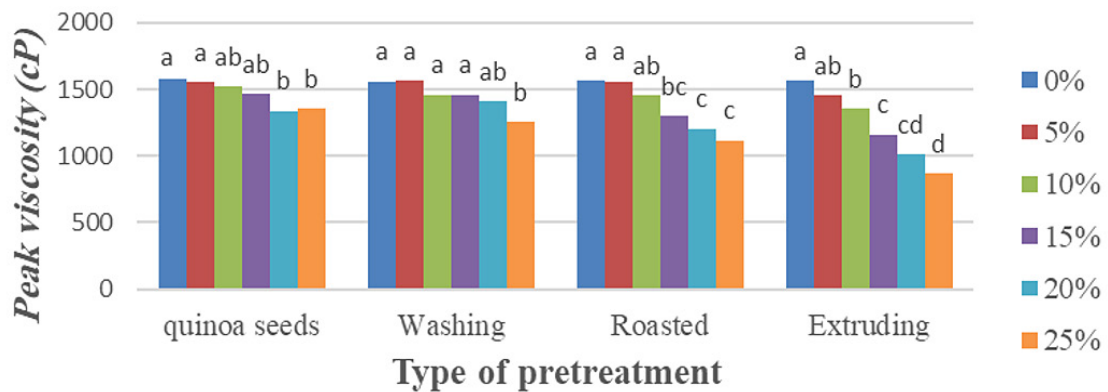 Peak viscosity (cP)
2000
1500
1000
500
0
a a ab ab b b
a a a a ab b
a a ab bc c c
a ab b c cd d
quinoa seeds Washing Roasted Extruding
Type of pretreatment
0%
5%
10%
15%
20%
25%